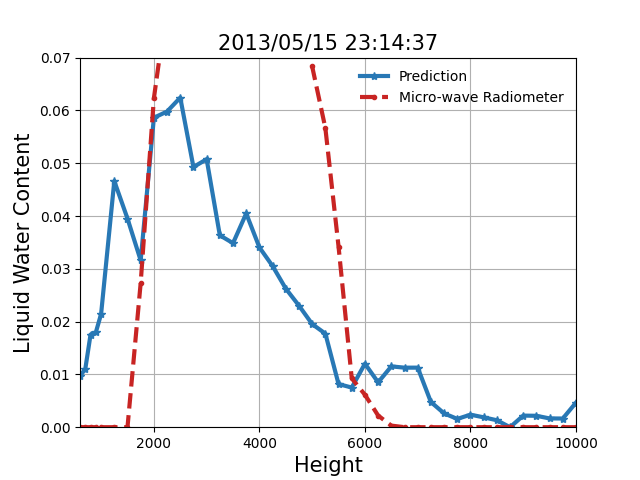 2013/05/15 23:14:37
0.07
0.06
0.05
0.04
0.03
0.02
0.01
0.00
Liquid Water Content
Prediction
Micro-wave Radiometer
2000 4000 6000 8000 10000
Height